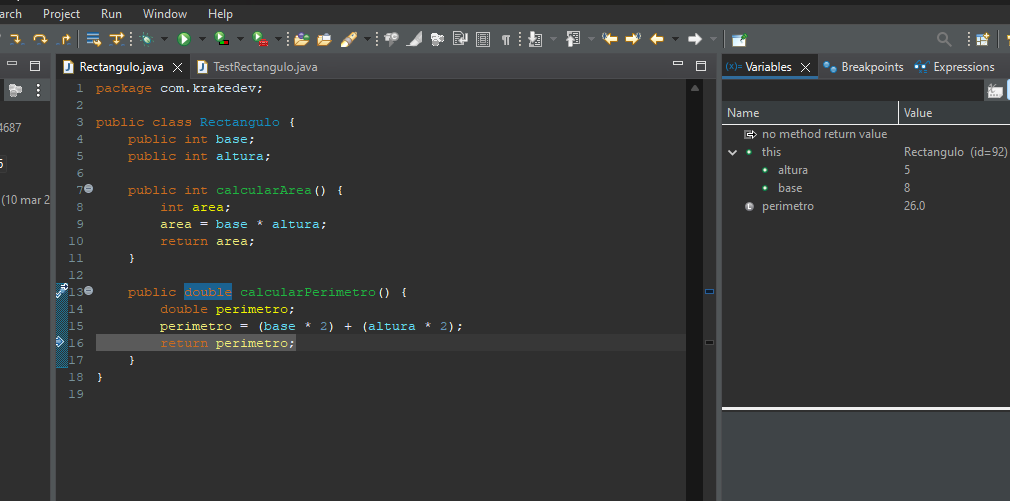 arch Project Run Window Help
Rectangulo.java TestRectangulo.java
1 package com.krakedev;
2
3 public class Rectangulo {
4 public int base;
5 public int altura;
6
7 public int calcularArea() {
8 int area;
9 area = base * altura;
10 return area;
11 }
12
13 public double calcularPerimetro() {
14 double perimetro;
15 perimetro = (base * 2) + (altura * 2);
16 return perimetro;
17 }
18 }
19
4687
(10 mar 2
(x)= Variables Breakpoints Expressions
Name Value
no method return value
this Rectangulo (id=92)
altura 5
base 8
perimetro 26.0